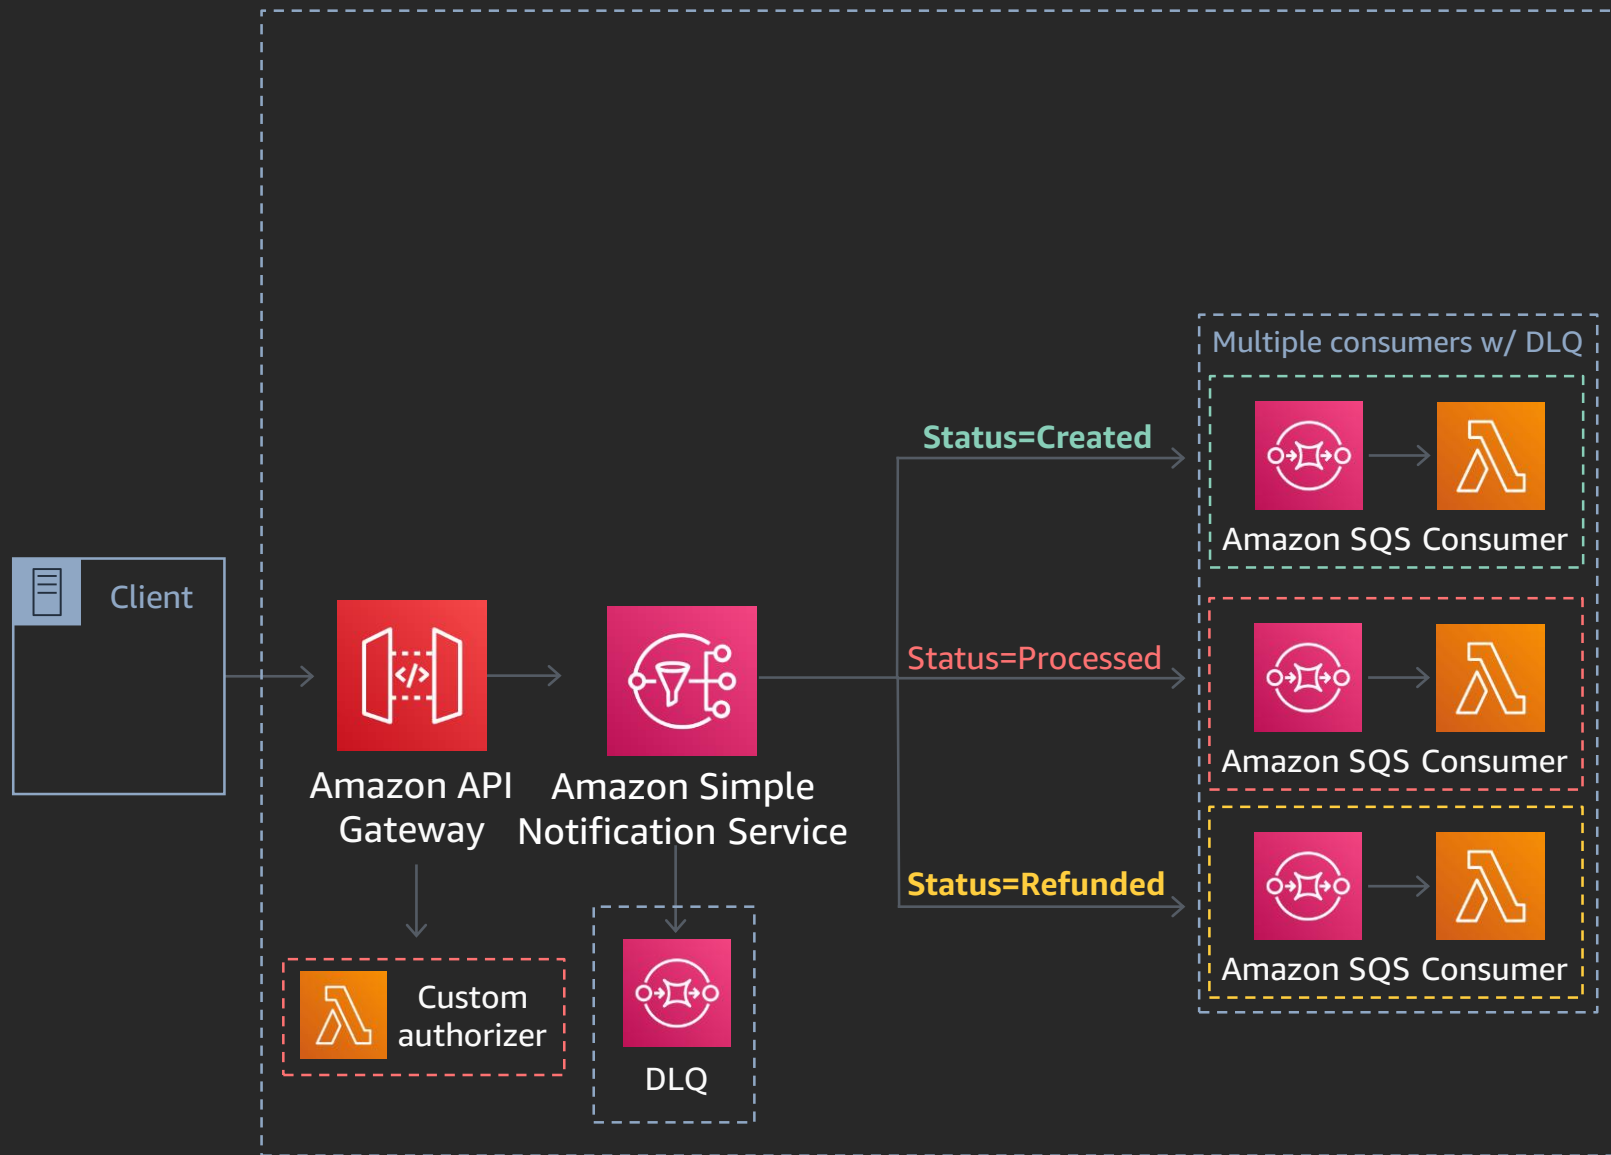 Multiple consumers w/ DLQ
Status=Created
Amazon SQS Consumer
Client
Status=Processed
Amazon SQS Consumer
Amazon API
Gateway
Amazon Simple
Notification Service
Status=Refunded
Amazon SQS Consumer
Custom
authorizer
DLQ